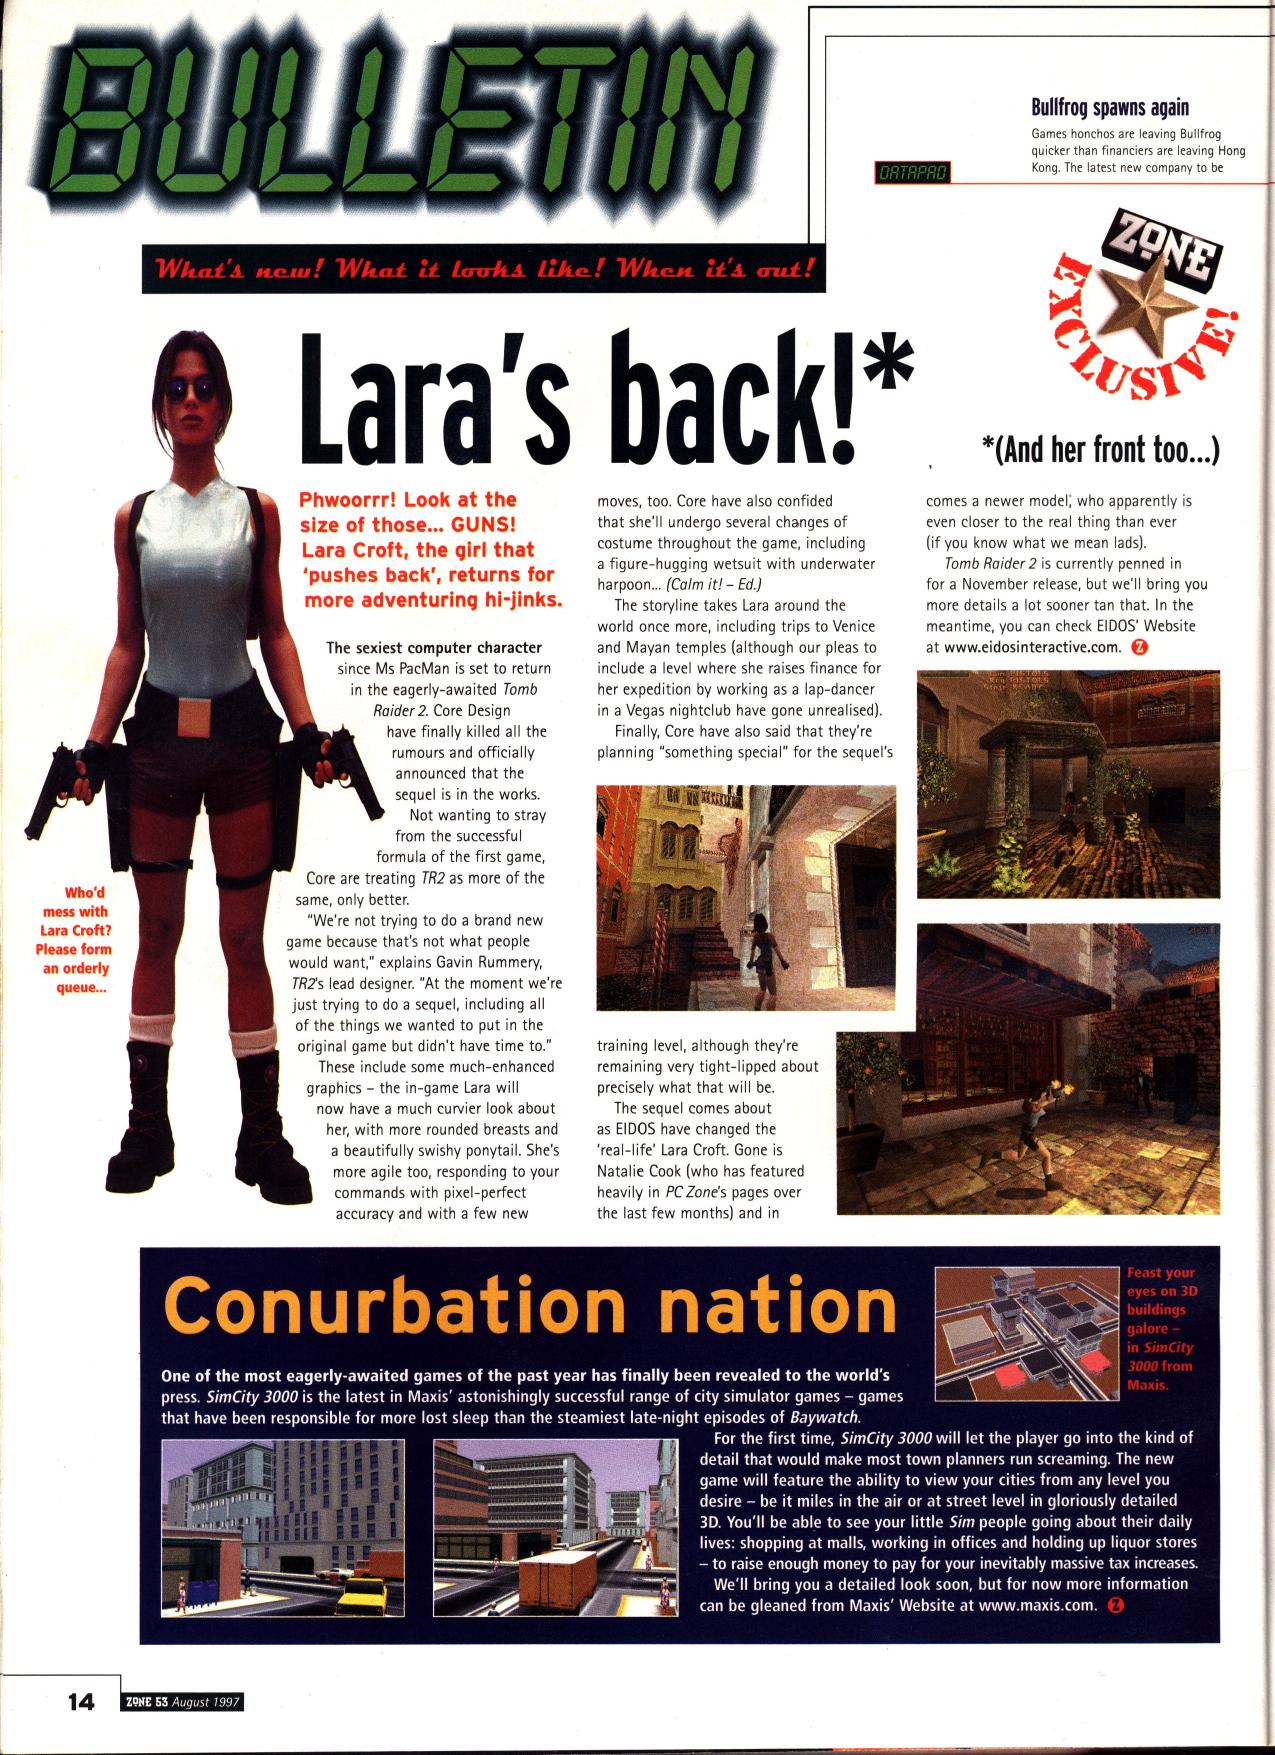 BULLETIN
What's new! What it looks like! When it's out!
DATAPAD
Bullfrog spawns again
Games honchos are leaving Bullfrog
quicker than financiers are leaving Hong
Kong. The latest new company to be
ZONE
EXCLUSIVE!
Lara's back!*
*(And her front too...)
Phwoorrr! Look at the
size of those... GUNS!
Lara Croft, the girl that
'pushes back', returns for
more adventuring hi-jinks.
The sexiest computer character
since Ms PacMan is set to return
in the eagerly-awaited Tomb
Raider 2. Core Design
have finally killed all the
rumours and officially
announced that the
sequel is in the works.
Not wanting to stray
from the successful
formula of the first game,
Core are treating TR2 as more of the
same, only better.
"We're not trying to do a brand new
game because that's not what people
would want," explains Gavin Rummery,
TR2's lead designer. "At the moment we're
just trying to do a sequel, including all
of the things we wanted to put in the
original game but didn't have time to."
These include some much-enhanced
graphics – the in-game Lara will
now have a much curvier look about
her, with more rounded breasts and
a beautifully swishy ponytail. She's
more agile too, responding to your
commands with pixel-perfect
accuracy and with a few new
Who'd
mess with
Lara Croft?
Please form
an orderly
queue...
moves, too. Core have also confided
that she'll undergo several changes of
costume throughout the game, including
a figure-hugging wetsuit with underwater
harpoon... (Calm it! – Ed.)
The storyline takes Lara around the
world once more, including trips to Venice
and Mayan temples (although our pleas to
include a level where she raises finance for
her expedition by working as a lap-dancer
in a Vegas nightclub have gone unrealised).
Finally, Core have also said that they're
planning "something special" for the sequel's
training level, although they're
remaining very tight-lipped about
precisely what that will be.
The sequel comes about
as EIDOS have changed the
'real-life' Lara Croft. Gone is
Natalie Cook (who has featured
heavily in PC Zone's pages over
the last few months) and in
comes a newer model, who apparently is
even closer to the real thing than ever
(if you know what we mean lads).
Tomb Raider 2 is currently penned in
for a November release, but we'll bring you
more details a lot sooner tan that. In the
meantime, you can check EIDOS' Website
at www.eidosinteractive.com. Z
Conurbation nation
One of the most eagerly-awaited games of the past year has finally been revealed to the world's
press. SimCity 3000 is the latest in Maxis' astonishingly successful range of city simulator games – games
that have been responsible for more lost sleep than the steamiest late-night episodes of Baywatch.
For the first time, SimCity 3000 will let the player go into the kind of
detail that would make most town planners run screaming. The new
game will feature the ability to view your cities from any level you
desire – be it miles in the air or at street level in gloriously detailed
3D. You'll be able to see your little Sim people going about their daily
lives: shopping at malls, working in offices and holding up liquor stores
– to raise enough money to pay for your inevitably massive tax increases.
We'll bring you a detailed look soon, but for now more information
can be gleaned from Maxis' Website at www.maxis.com. Z
Feast your
eyes on 3D
buildings
galore –
in SimCity
3000 from
Maxis.
14
ZONE 53 August 1997